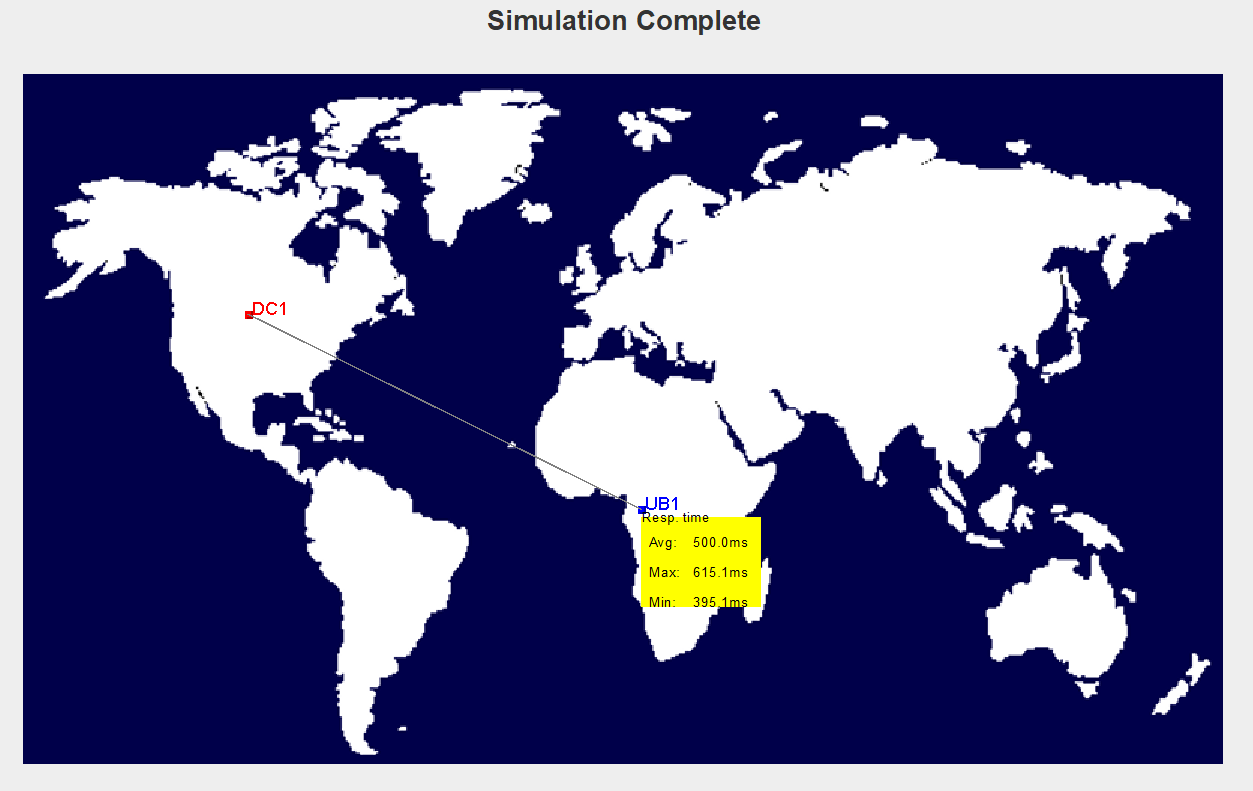 Simulation Complete
DC1
UB1
Resp. time
Avg: 500.0ms
Max: 615.1ms
Min: 395.1ms